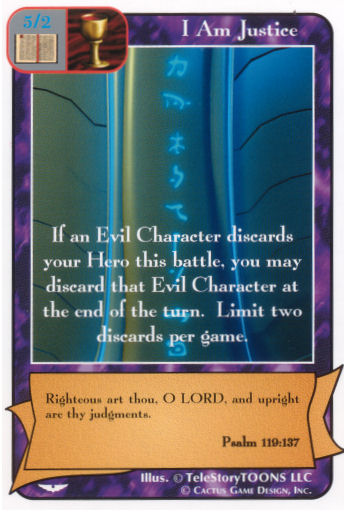 5/2
I Am Justice
If an Evil Character discards
your Hero this battle, you may
discard that Evil Character at
the end of the turn. Limit two
discards per game.
Righteous art thou, O LORD, and upright
are thy judgments.
Psalm 119:137
Illus. © TeleStoryTOONS LLC
© Cactus Game Design, Inc.